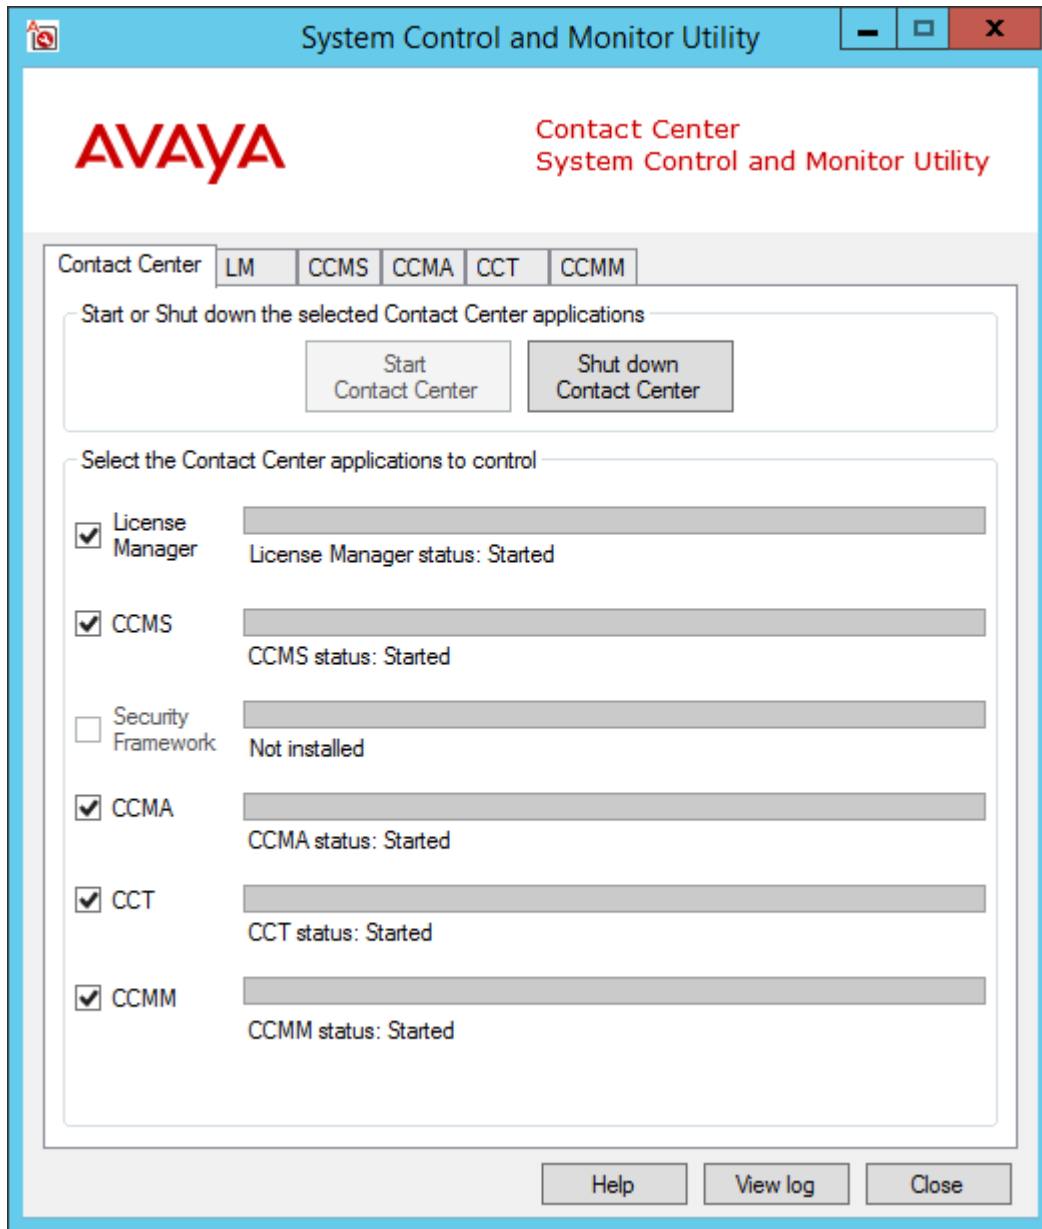 System Control and Monitor Utility
AVAYA
Contact Center
System Control and Monitor Utility
Contact Center LM CCMS CCMA CCT CCMM
Start or Shut down the selected Contact Center applications
Start
Contact Center
Shut down
Contact Center
Select the Contact Center applications to control
License
Manager
License Manager status: Started
CCMS
CCMS status: Started
Security
Framework
Not installed
CCMA
CCMA status: Started
CCT
CCT status: Started
CCMM
CCMM status: Started
Help View log Close